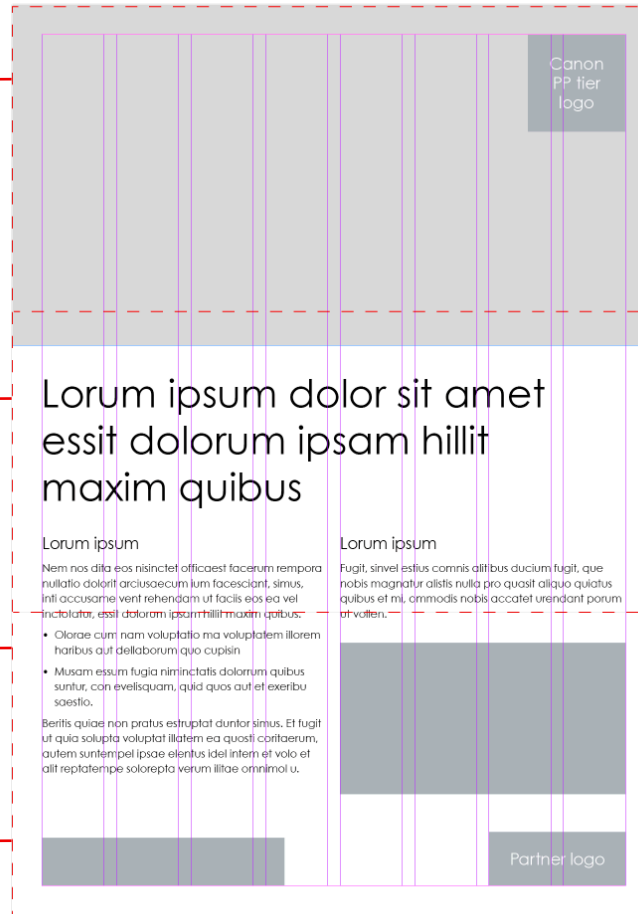 Canon
PP tier
logo
Lorum ipsum dolor sit amet
essit dolorum ipsam hillit
maxim quibus
Lorum ipsum
Nem nos dita eos nisinctet officaest facerum rempora
nullatio dolorit arciusaecum ium facesciant, simus,
inti accusame vent rehendam ut faciis eos ea vel
inctotatur, essit dolorum ipsam hillit maxim quibus.
• Olorae cum nam voluptatio ma voluptatem illorem
haribus aut dellaborum quo cupisin
• Musam essum fugia niminctatis dolorrum quibus
suntur, con evelisquam, quid quos aut et exeribu
saestio.
Beritis quiae non pratus estruptat duntor simus. Et fugit
ut quia solupta voluptat illatem ea quosti coritaerum,
autem suntempel ipsae elentus idel intem et volo et
alit reptatempe solorepta verum ilitae omnimol u.
Lorum ipsum
Fugit, sinvel estius comnis alit bus ducium fugit, que
nobis magnatur alistis nulla pro quasit aliquo quiatus
quibus et mi, ommodis nobis accatet urendant porum
ut vollen.
Partner logo